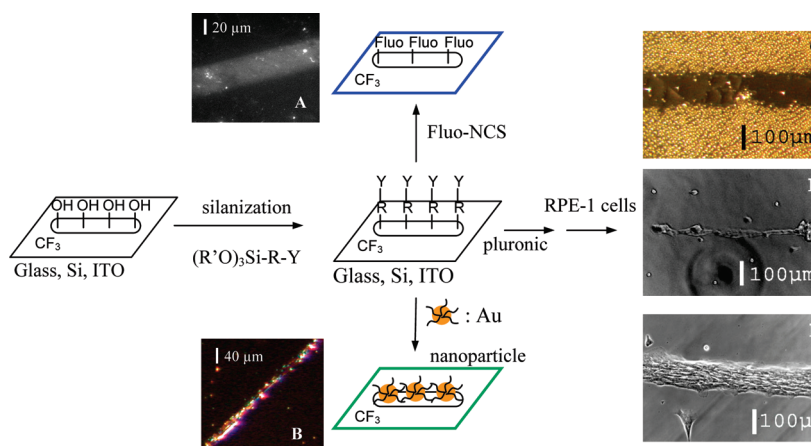 20 µm
A
Fluo Fluo Fluo
CF3
Fluo-NCS
100µm
OH OH OH OH
CF3
Glass, Si, ITO
silanization
(R'O)3Si-R-Y
Y Y Y Y
R R R R
CF3
Glass, Si, ITO
pluronic
RPE-1 cells
100µm
: Au
nanoparticle
40 µm
B
CF3
100µm